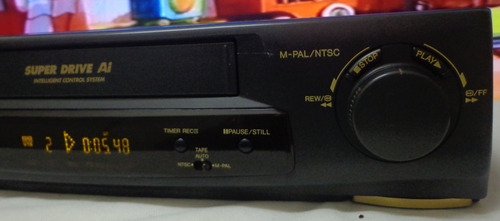 M-PAL/NTSC
■STOP
PLAY▶
SUPER DRIVE AI
INTELLIGENT CONTROL SYSTEM
REW/
◀◀
/FF
▶▶
TIMER REC
PAUSE/STILL
TAPE
AUTO
NTSC
M-PAL
2
0:05.48